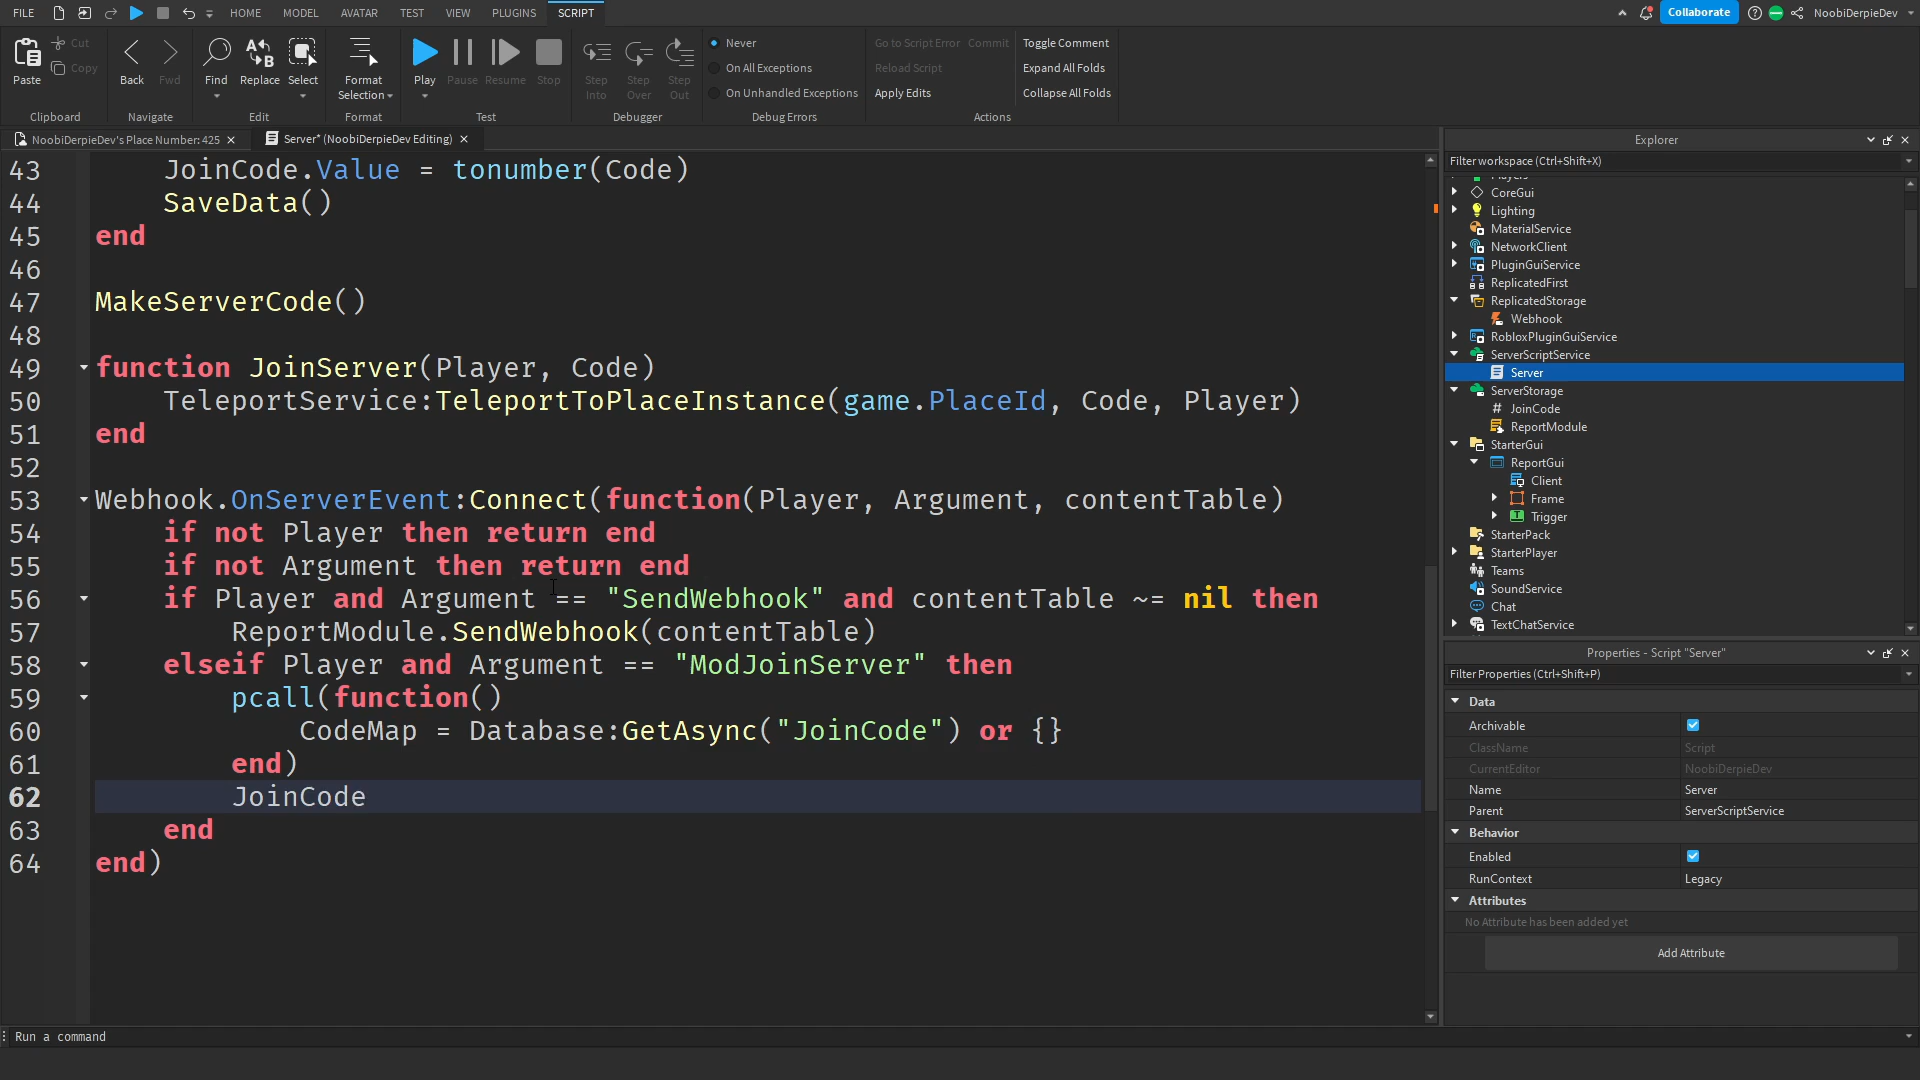 FILE HOME MODEL AVATAR TEST VIEW PLUGINS SCRIPT Collaborate NoobiDerpieDev
Paste Cut Copy Back Fwd Find Replace Select Format Selection Play Pause Resume Stop Step Into Step Over Step Out
Never
On All Exceptions
On Unhandled Exceptions
Go to Script Error Commit
Reload Script
Apply Edits
Toggle Comment
Expand All Folds
Collapse All Folds
Clipboard Navigate Edit Format Test Debugger Debug Errors Actions
NoobiDerpieDev's Place Number: 425 Server* (NoobiDerpieDev Editing)
43 JoinCode.Value = tonumber(Code)
44 SaveData()
45 end
46
47 MakeServerCode()
48
49 function JoinServer(Player, Code)
50 TeleportService:TeleportToPlaceInstance(game.PlaceId, Code, Player)
51 end
52
53 Webhook.OnServerEvent:Connect(function(Player, Argument, contentTable)
54 if not Player then return end
55 if not Argument then return end
56 if Player and Argument == "SendWebhook" and contentTable ~= nil then
57 ReportModule.SendWebhook(contentTable)
58 elseif Player and Argument == "ModJoinServer" then
59 pcall(function()
60 CodeMap = Database:GetAsync("JoinCode") or {}
61 end)
62 JoinCode
63 end
64 end)
Explorer
Filter workspace (Ctrl+Shift+X)
Players
CoreGui
Lighting
MaterialService
NetworkClient
PluginGuiService
ReplicatedFirst
ReplicatedStorage
Webhook
RobloxPluginGuiService
ServerScriptService
Server
ServerStorage
JoinCode
ReportModule
StarterGui
ReportGui
Client
Frame
Trigger
StarterPack
StarterPlayer
Teams
SoundService
Chat
TextChatService
Properties - Script "Server"
Filter Properties (Ctrl+Shift+P)
Data
Archivable
ClassName Script
CurrentEditor NoobiDerpieDev
Name Server
Parent ServerScriptService
Behavior
Enabled
RunContext Legacy
Attributes
No Attribute has been added yet
Add Attribute
Run a command